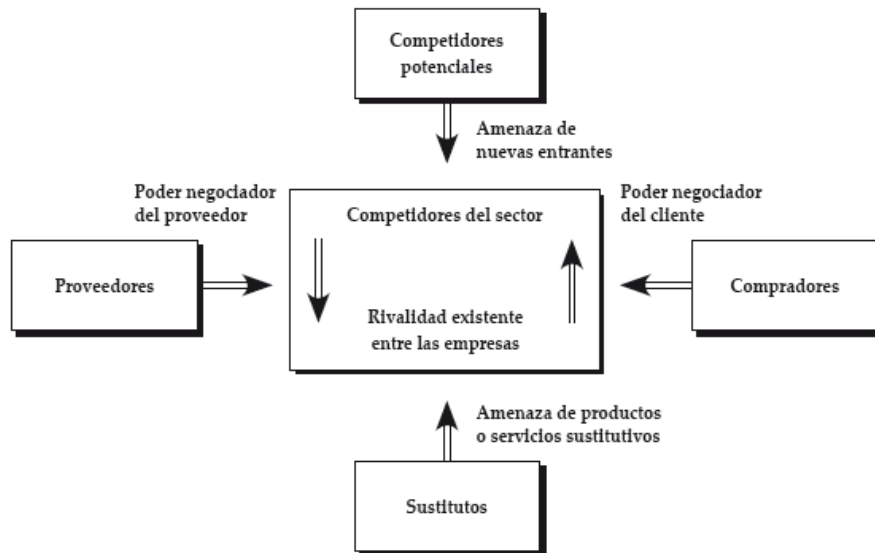 Competidores
potenciales
Amenaza de
nuevas entrantes
Poder negociador
del proveedor
Poder negociador
del cliente
Competidores del sector
Proveedores
Compradores
Rivalidad existente
entre las empresas
Amenaza de productos
o servicios sustitutivos
Sustitutos